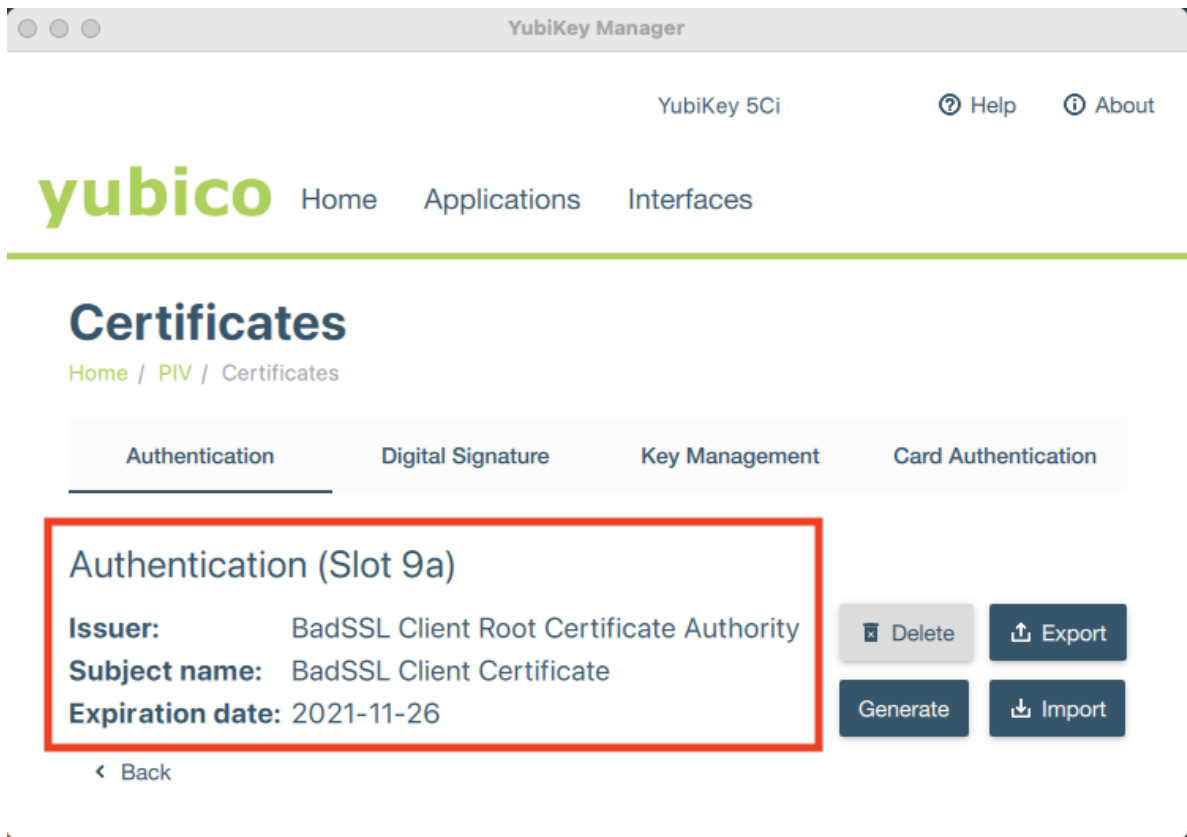 YubiKey Manager
YubiKey 5Ci Help About
yubico Home Applications Interfaces
Certificates
Home / PIV / Certificates
Authentication Digital Signature Key Management Card Authentication
Authentication (Slot 9a)
Issuer: BadSSL Client Root Certificate Authority
Subject name: BadSSL Client Certificate
Expiration date: 2021-11-26
Delete Export
Generate Import
< Back